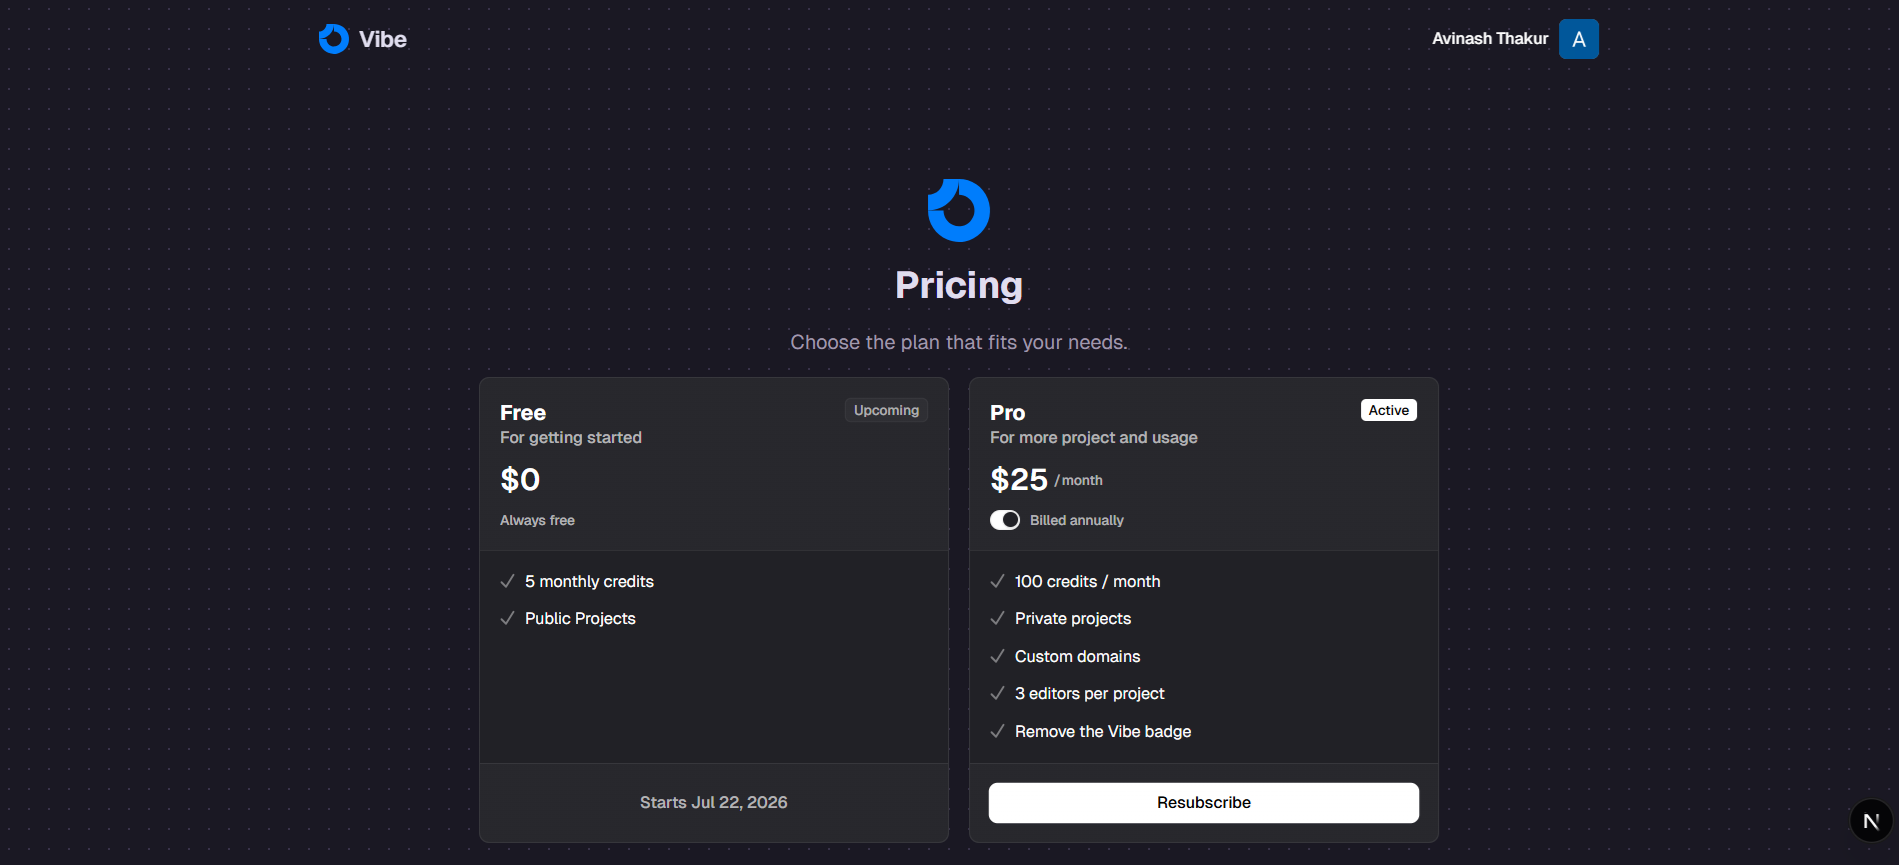 Vibe
Avinash Thakur
A
Pricing
Choose the plan that fits your needs.
Free
Upcoming
For getting started
$0
Always free
5 monthly credits
Public Projects
Starts Jul 22, 2026
Pro
Active
For more project and usage
$25 / month
Billed annually
100 credits / month
Private projects
Custom domains
3 editors per project
Remove the Vibe badge
Resubscribe
N